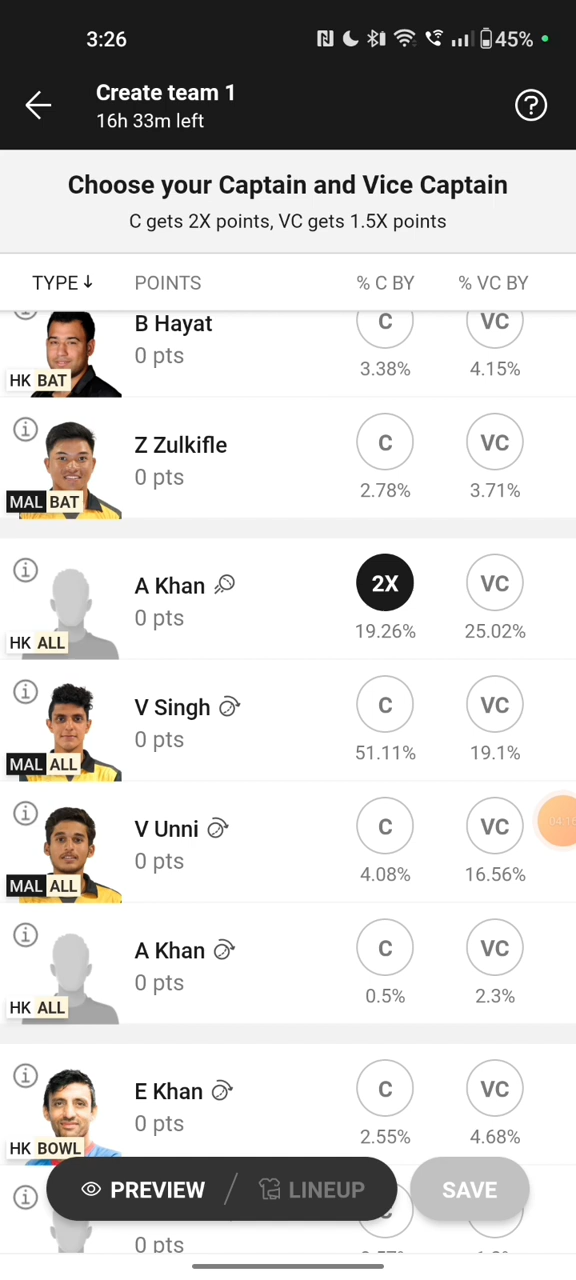 3:26
45%
Create team 1
16h 33m left
Choose your Captain and Vice Captain
C gets 2X points, VC gets 1.5X points
TYPE POINTS % C BY % VC BY
B Hayat
0 pts
C VC
3.38% 4.15%
HK BAT
Z Zulkifle
0 pts
C VC
2.78% 3.71%
MAL BAT
A Khan
0 pts
2X VC
19.26% 25.02%
HK ALL
V Singh
0 pts
C VC
51.11% 19.1%
MAL ALL
V Unni
0 pts
C VC
4.08% 16.56%
MAL ALL
A Khan
0 pts
C VC
0.5% 2.3%
HK ALL
E Khan
0 pts
C VC
2.55% 4.68%
HK BOWL
PREVIEW / LINEUP SAVE
0 pts